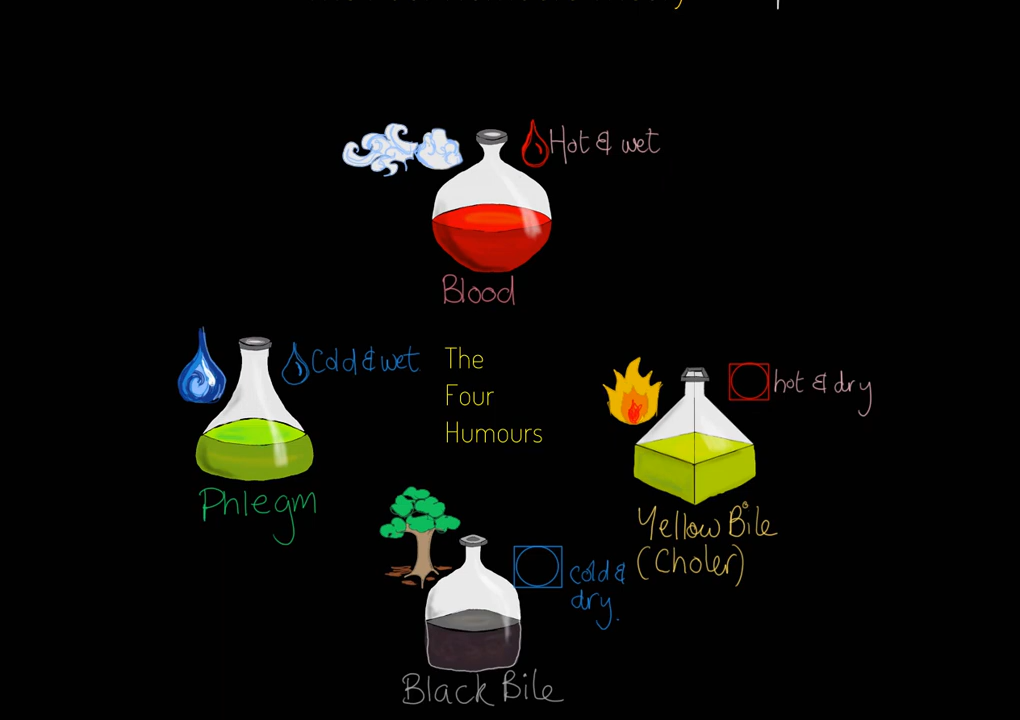 Hot & wet
Blood
Cold & wet
The
Four
Humours
hot & dry
Phlegm
Yellow Bile
(Choler)
cold &
dry.
Black Bile